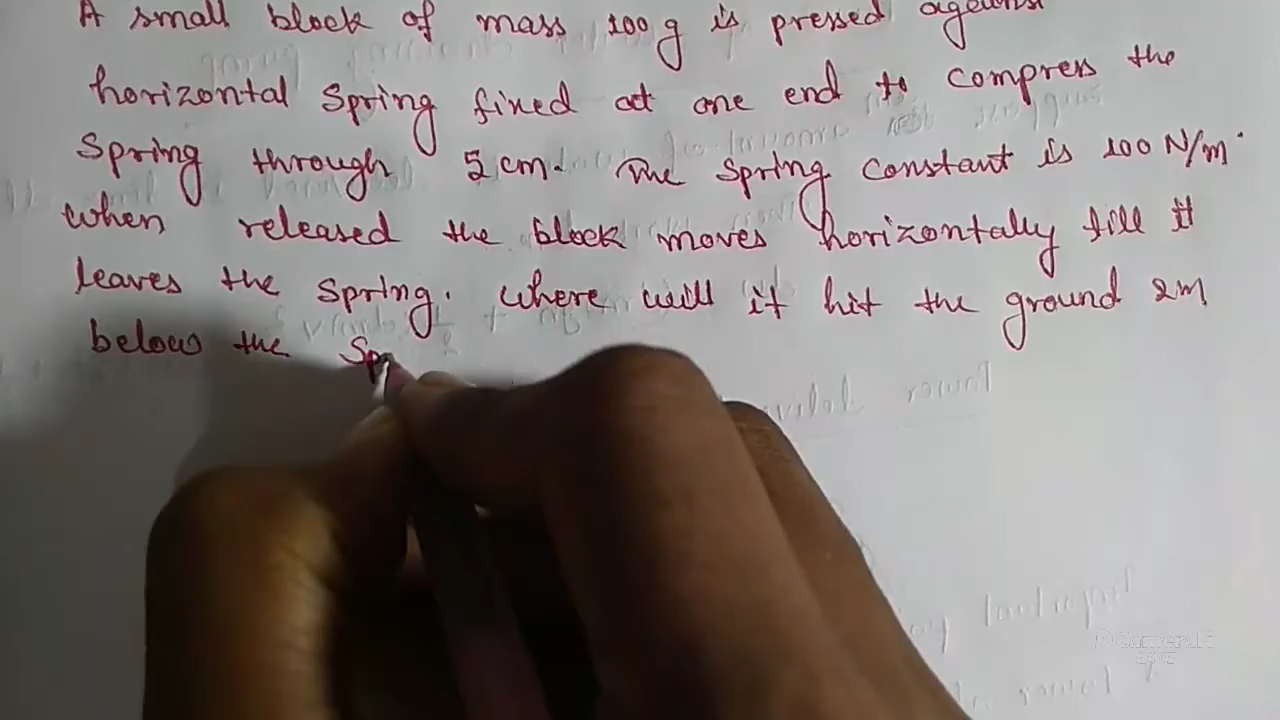 A small block of mass 100 g is pressed against
horizontal spring fixed at one end to compress the
spring through 5 cm. The spring constant is 100 N/m.
when released the block moves horizontally till it
leaves the spring. where will it hit the ground 2m
below the Sp